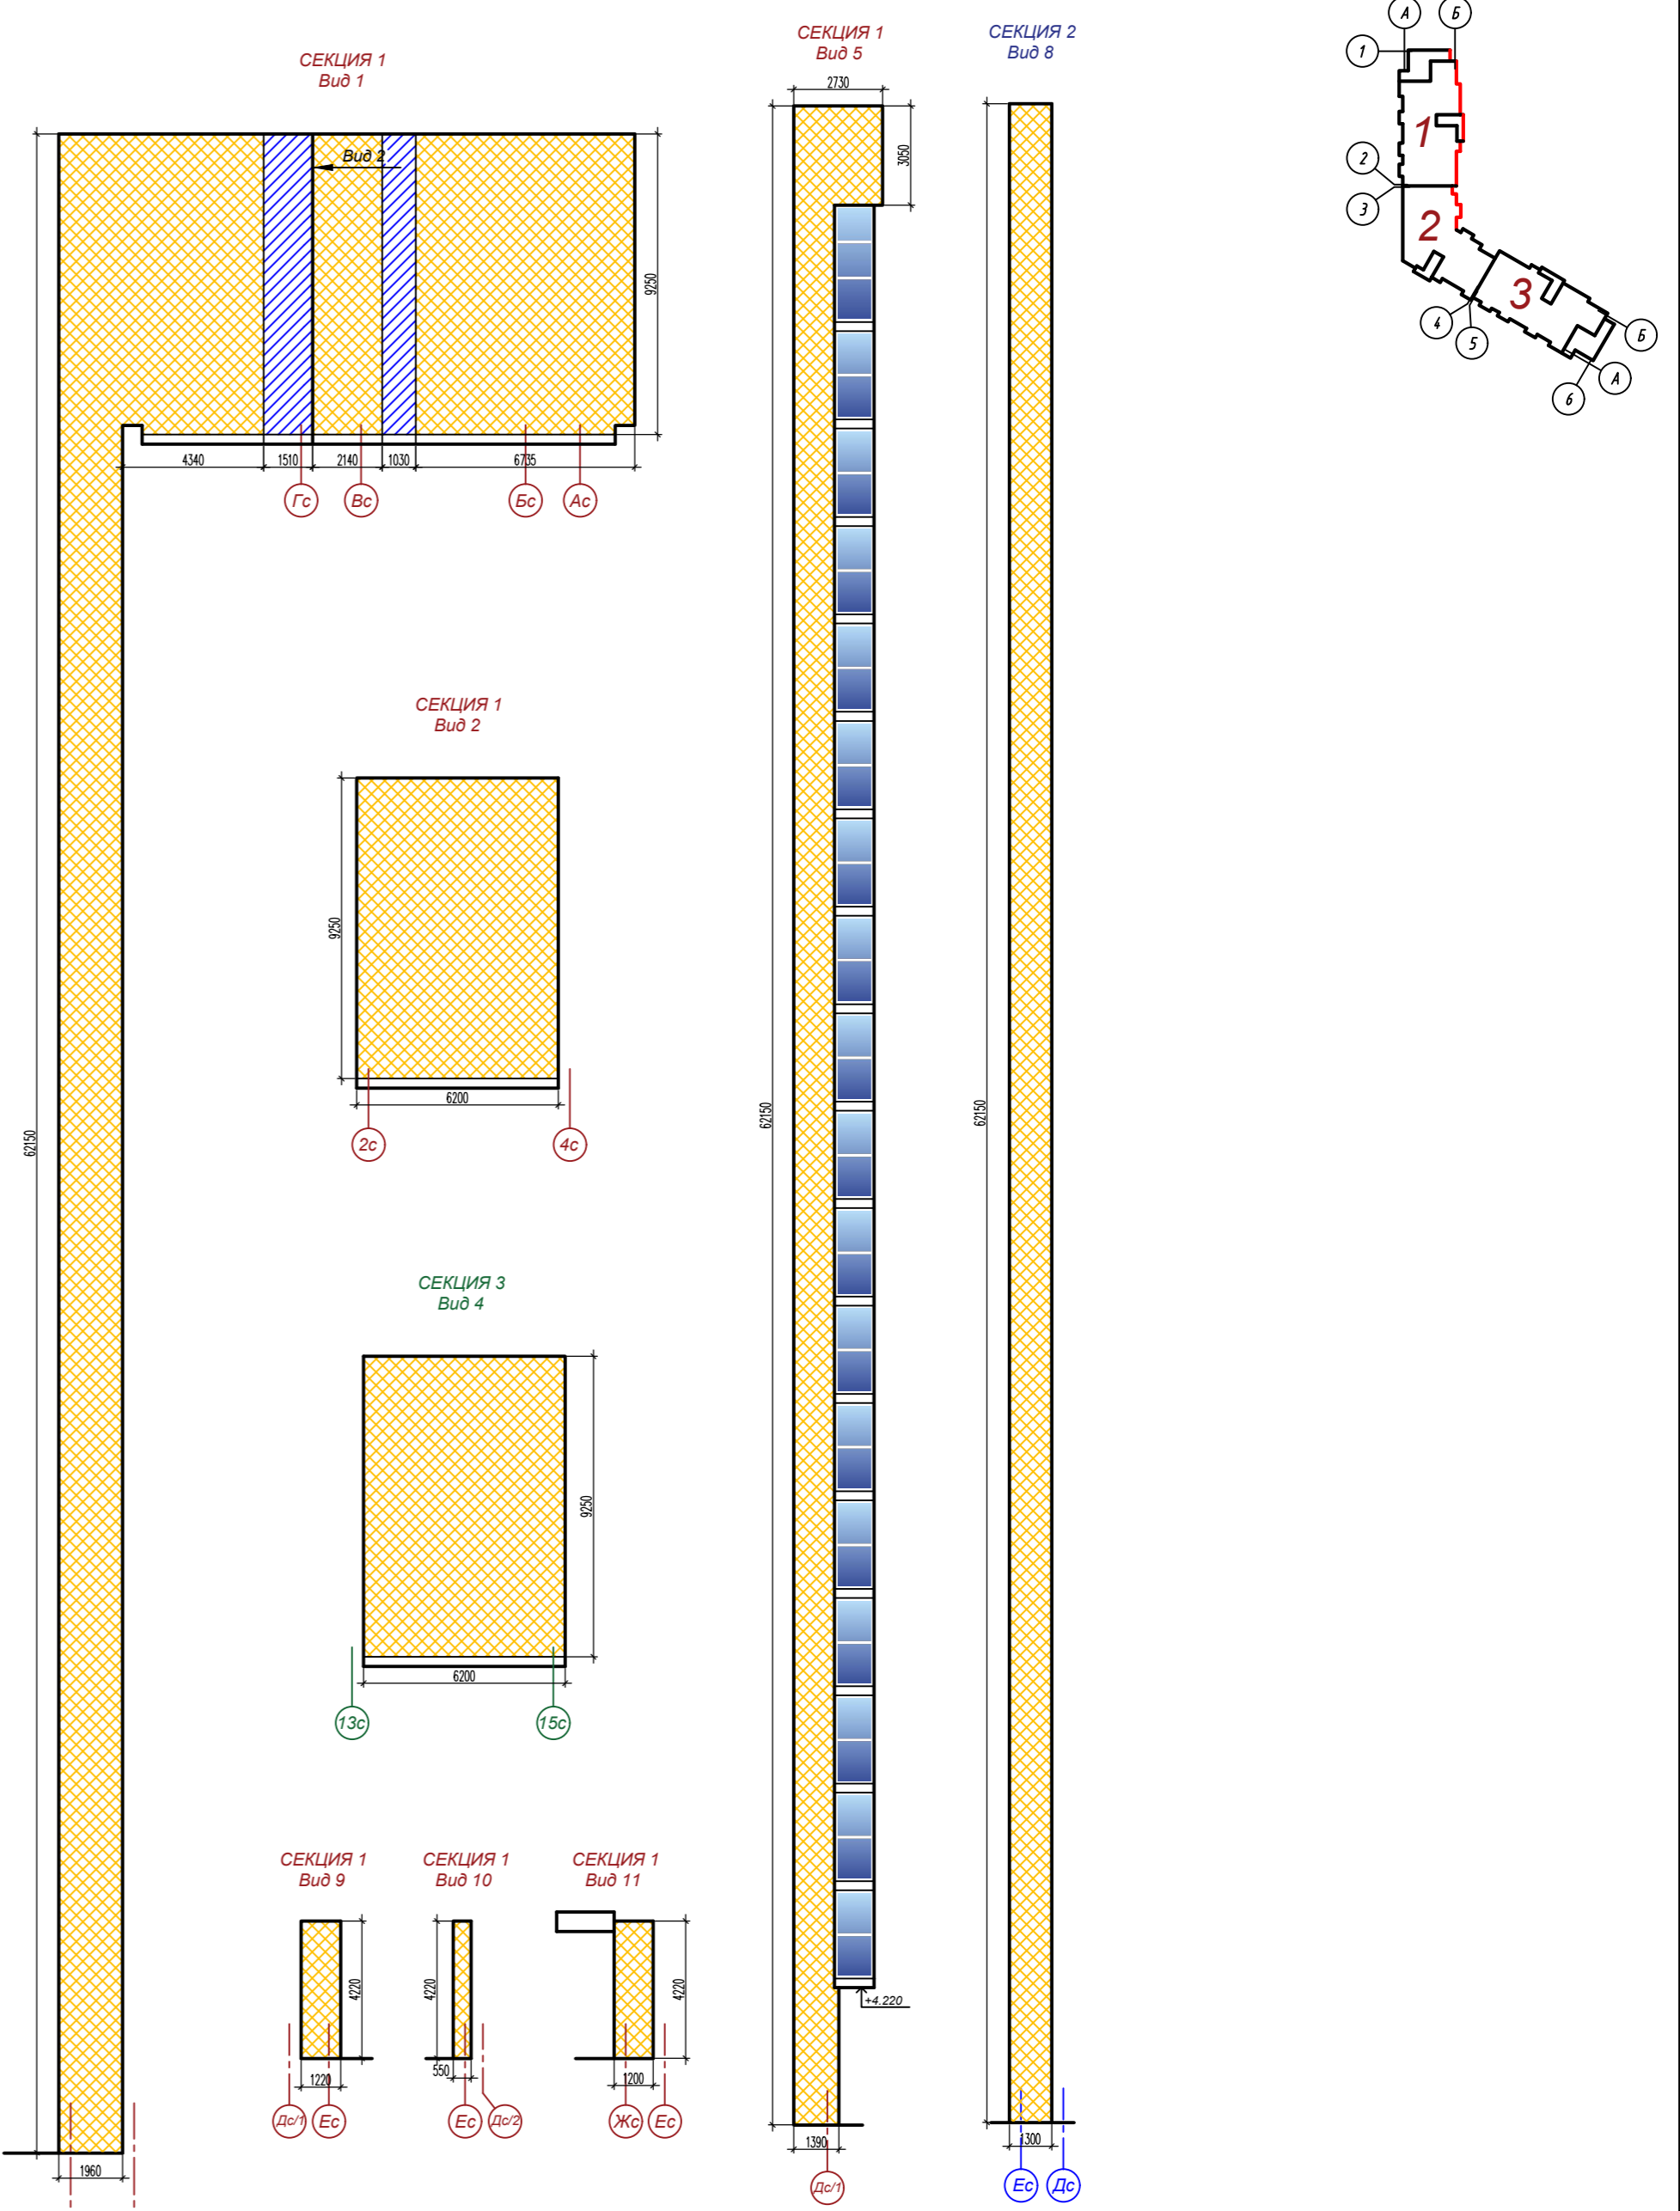 СЕКЦИЯ 1
Вид 1
Вид 2
62150
9250
4340
1510
2140
1030
6735
Гс
Вс
Бс
Ас
1960
СЕКЦИЯ 1
Вид 2
9250
6200
2с
4с
СЕКЦИЯ 3
Вид 4
9250
6200
13с
15с
СЕКЦИЯ 1
Вид 9
4220
1220
Дс/1
Ес
СЕКЦИЯ 1
Вид 10
4220
550
Ес
Дс/2
СЕКЦИЯ 1
Вид 11
4220
1200
Жс
Ес
СЕКЦИЯ 1
Вид 5
2730
3050
62150
+4.220
1390
Дс/1
СЕКЦИЯ 2
Вид 8
62150
1300
Ес
Дс
А
Б
1
1
2
3
2
3
4
5
Б
А
6